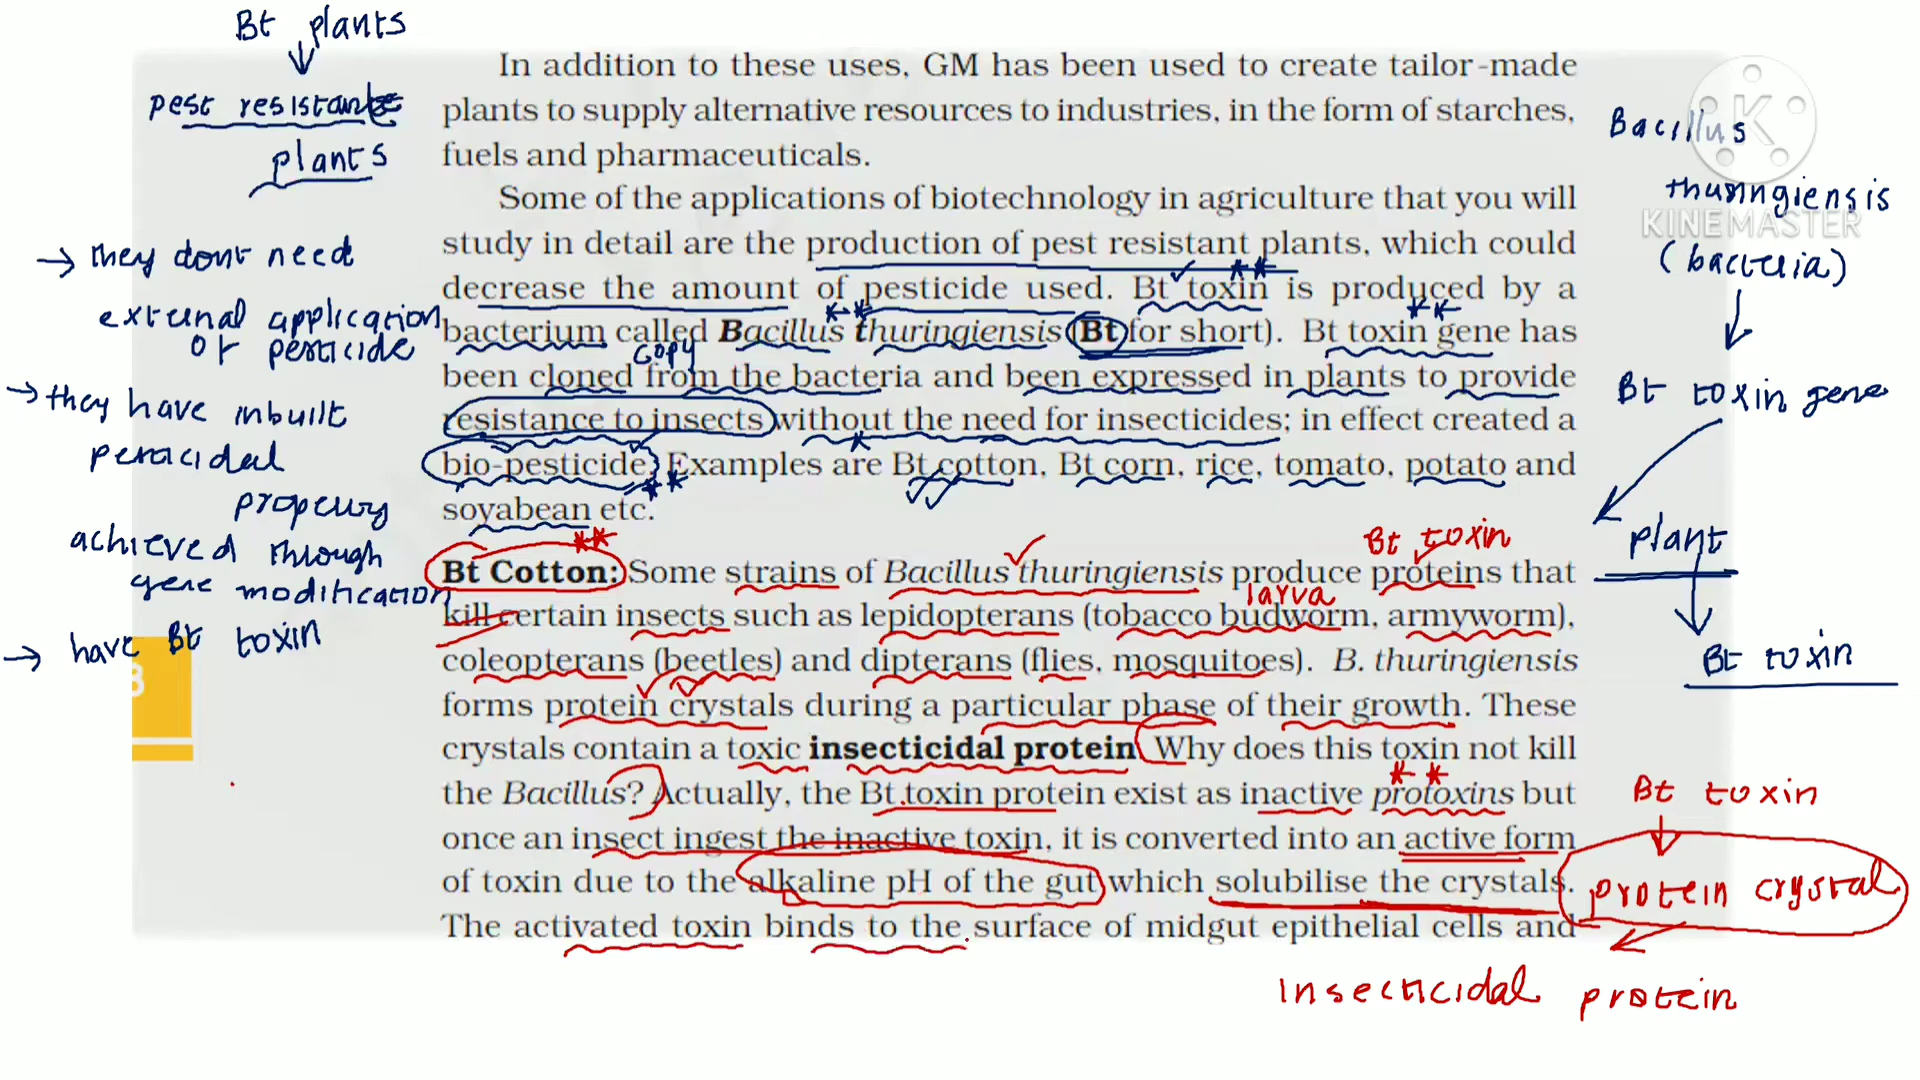 Bt plants
pest resistant
plants
→ they dont need
external application
of pesticide
→ they have inbuilt
propeury
achieved through
gene modification
→ have Bt toxin
3
In addition to these uses, GM has been used to create tailor-made
plants to supply alternative resources to industries, in the form of starches,
fuels and pharmaceuticals.
Some of the applications of biotechnology in agriculture that you will
study in detail are the production of pest resistant plants, which could
decrease the amount of pesticide used. Bt toxin is produced by a
bacterium called Bacillus thuringiensis (Bt for short). Bt toxin gene has
copy
been cloned from the bacteria and been expressed in plants to provide
resistance to insects without the need for insecticides; in effect created a
bio-pesticide. Examples are Bt cotton, Bt corn, rice, tomato, potato and
soyabean etc.
Bt toxin
Bt Cotton: Some strains of Bacillus thuringiensis produce proteins that
larva
kill certain insects such as lepidopterans (tobacco budworm, armyworm),
coleopterans (beetles) and dipterans (flies, mosquitoes). B. thuringiensis
forms protein crystals during a particular phase of their growth. These
crystals contain a toxic insecticidal protein. Why does this toxin not kill
the Bacillus? Actually, the Bt toxin protein exist as inactive protoxins but
once an insect ingest the inactive toxin, it is converted into an active form
of toxin due to the alkaline pH of the gut which solubilise the crystals.
The activated toxin binds to the surface of midgut epithelial cells and
Bacillus
K
KINEMASTER
(bacteria)
Bt toxin gene
plant
Bt toxin
Bt toxin
protein crystal
insecticidal protein